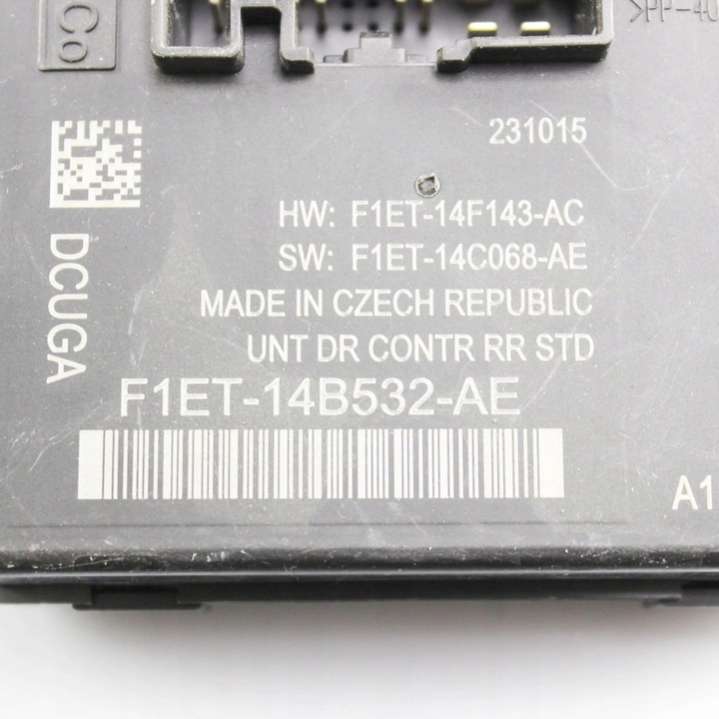 Co
>PP-
231015
HW: F1ET-14F143-AC
SW: F1ET-14C068-AE
MADE IN CZECH REPUBLIC
UNT DR CONTR RR STD
DCUGA
F1ET-14B532-AE
A1